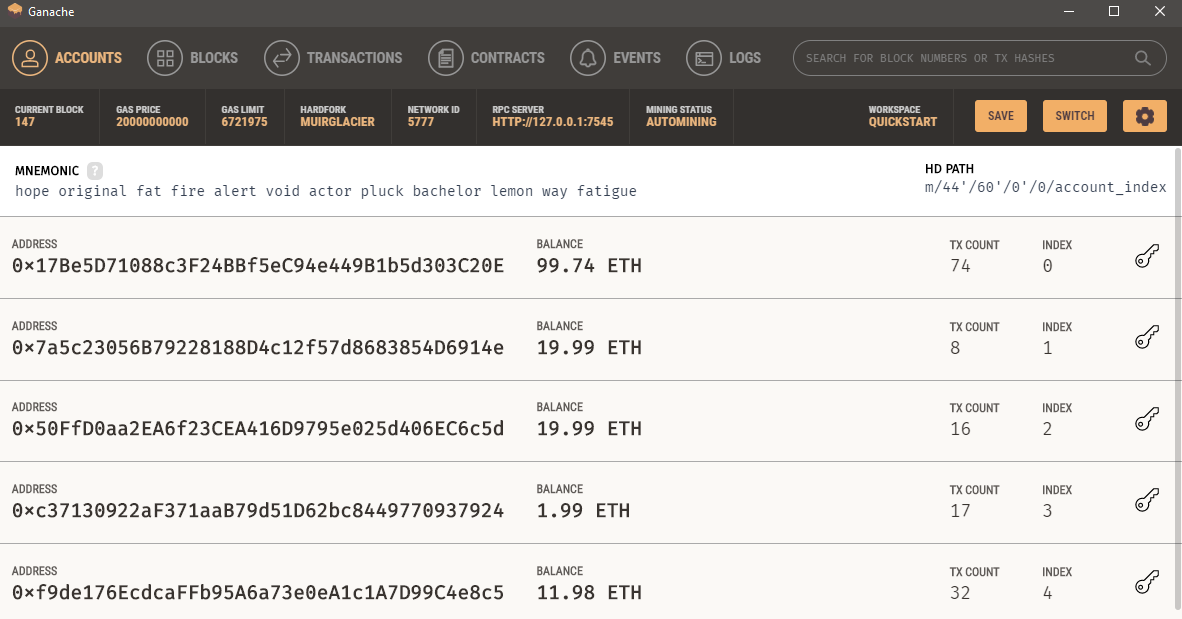 Ganache
ACCOUNTS BLOCKS TRANSACTIONS CONTRACTS EVENTS LOGS SEARCH FOR BLOCK NUMBERS OR TX HASHES
CURRENT BLOCK GAS PRICE GAS LIMIT HARDFORK NETWORK ID RPC SERVER MINING STATUS WORKSPACE
147 20000000000 6721975 MUIRGLACIER 5777 HTTP://127.0.0.1:7545 AUTOMINING QUICKSTART SAVE SWITCH
MNEMONIC ? HD PATH
hope original fat fire alert void actor pluck bachelor lemon way fatigue m/44'/60'/0'/0/account_index
ADDRESS BALANCE TX COUNT INDEX
0×17Be5D71088c3F24BBf5eC94e449B1b5d303C20E 99.74 ETH 74 0
ADDRESS BALANCE TX COUNT INDEX
0×7a5c23056B79228188D4c12f57d8683854D6914e 19.99 ETH 8 1
ADDRESS BALANCE TX COUNT INDEX
0×50FfD0aa2EA6f23CEA416D9795e025d406EC6c5d 19.99 ETH 16 2
ADDRESS BALANCE TX COUNT INDEX
0×c37130922aF371aaB79d51D62bc8449770937924 1.99 ETH 17 3
ADDRESS BALANCE TX COUNT INDEX
0×f9de176EcdcaFFb95A6a73e0eA1c1A7D99C4e8c5 11.98 ETH 32 4